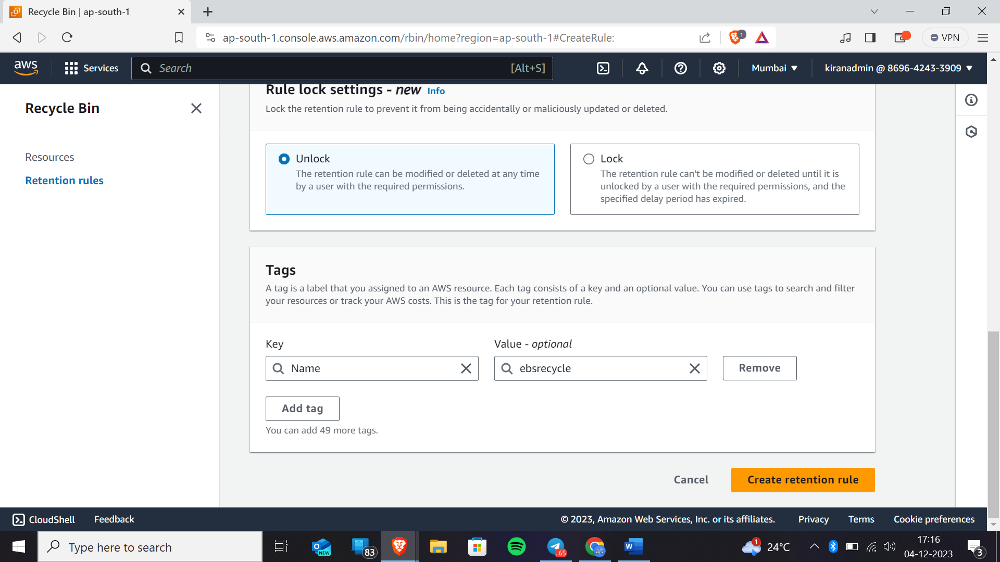 Recycle Bin | ap-south-1
ap-south-1.console.aws.amazon.com/rbin/home?region=ap-south-1#CreateRule:
1
VPN
aws
Services
Search
[Alt+S]
Mumbai
kiranadmin @ 8696-4243-3909
Recycle Bin
Resources
Retention rules
Rule lock settings - new Info
Lock the retention rule to prevent it from being accidentally or maliciously updated or deleted.
Unlock
The retention rule can be modified or deleted at any time
by a user with the required permissions.
Lock
The retention rule can't be modified or deleted until it is
unlocked by a user with the required permissions, and the
specified delay period has expired.
Tags
A tag is a label that you assigned to an AWS resource. Each tag consists of a key and an optional value. You can use tags to search and filter
your resources or track your AWS costs. This is the tag for your retention rule.
Key
Value - optional
Name
ebsrecycle
Remove
Add tag
You can add 49 more tags.
Cancel
Create retention rule
CloudShell
Feedback
© 2023, Amazon Web Services, Inc. or its affiliates.
Privacy
Terms
Cookie preferences
Type here to search
O
NEW
83
..65
W
1
24°C
17:16
04-12-2023
3